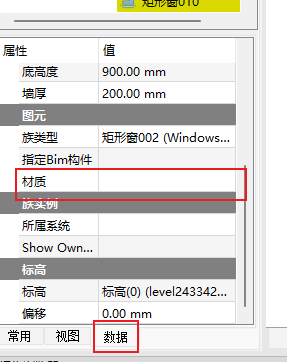 矩形窗010
属性 值
底高度 900.00 mm
墙厚 200.00 mm
图元
族类型 矩形窗002 (Windows...
指定Bim构件
材质
族实例
所属系统
Show Own...
标高
标高 标高(0) (level243342...
偏移 0.00 mm
常用 视图 数据